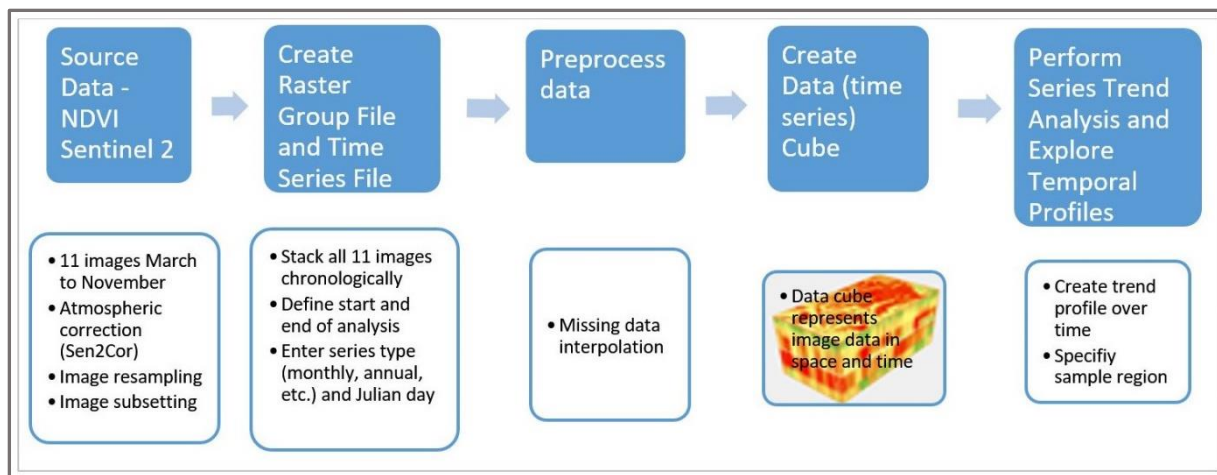 Source
Data -
NDVI
Sentinel 2
Create
Raster
Group File
and Time
Series File
Preprocess
data
Create
Data (time
series)
Cube
Perform
Series Trend
Analysis and
Explore
Temporal
Profiles
• 11 images March
to November
• Atmospheric
correction
(Sen2Cor)
• Image resampling
• Image subsetting
• Stack all 11 images
chronologically
• Define start and
end of analysis
• Enter series type
(monthly, annual,
etc.) and Julian day
• Missing data
interpolation
• Data cube
represents
image data in
space and time
• Create trend
profile over
time
• Specifiy
sample region